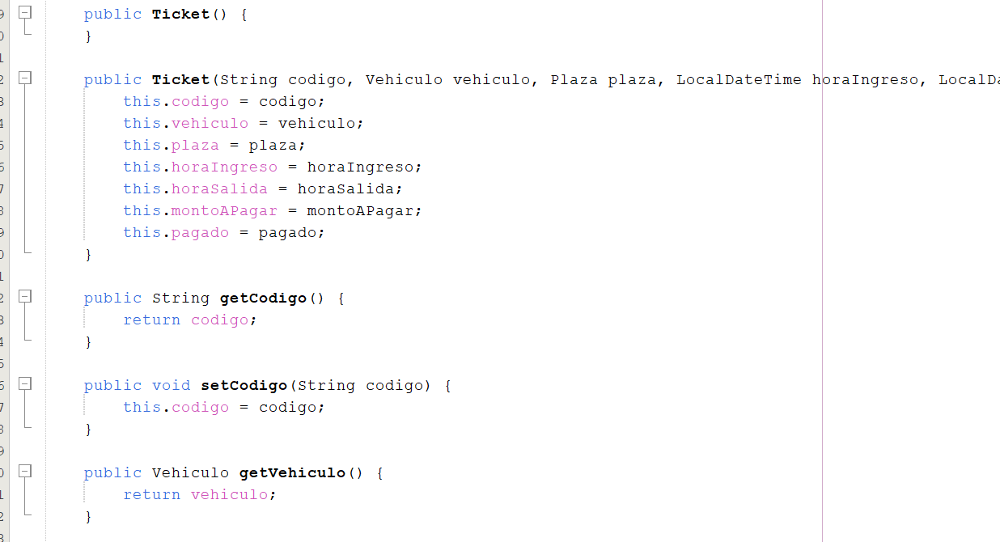 public Ticket() {
}
public Ticket(String codigo, Vehiculo vehiculo, Plaza plaza, LocalDateTime horaIngreso,
this.codigo = codigo;
this.vehiculo = vehiculo;
this.plaza = plaza;
this.horaIngreso = horaIngreso;
this.horaSalida = horaSalida;
this.montoAPagar = montoAPagar;
this.pagado = pagado;
}
public String getCodigo() {
return codigo;
}
public void setCodigo(String codigo) {
this.codigo = codigo;
}
public Vehiculo getVehiculo() {
return vehiculo;
}